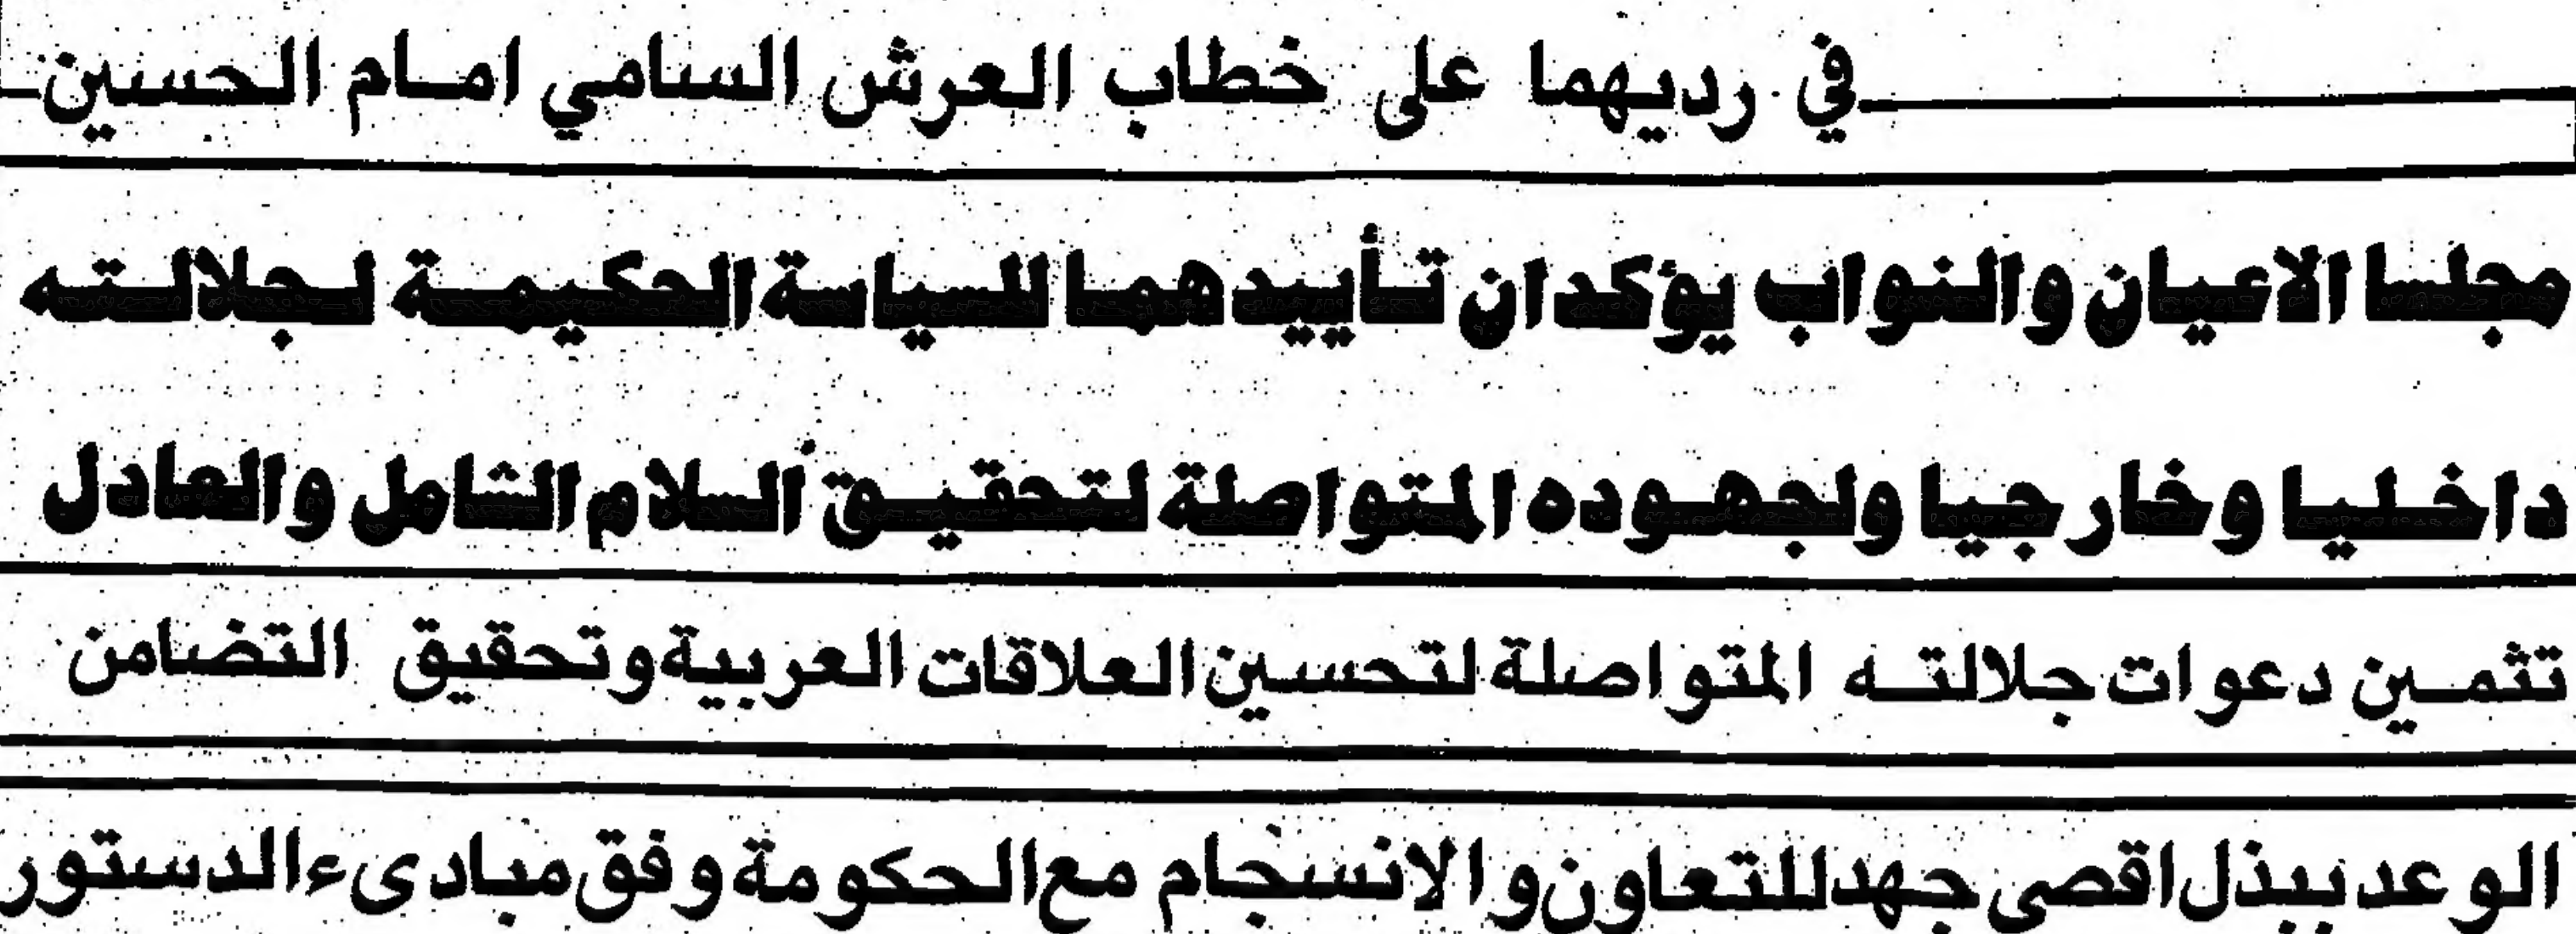 في رديهما على خطاب العرش السامي امام الحسين
مجلسا الاعيان والنواب يؤكدان تأييدهما للسياسة الحكيمة لجلالته
داخليا وخارجيا ولجهوده المتواصلة لتحقيق السلام الشامل والعادل
تثمين دعوات جلالته المتواصلة لتحسين العلاقات العربية وتحقيق التضامن
الوعد ببذل اقصى جهد للتعاون والانسجام مع الحكومة وفق مبادىء الدستور